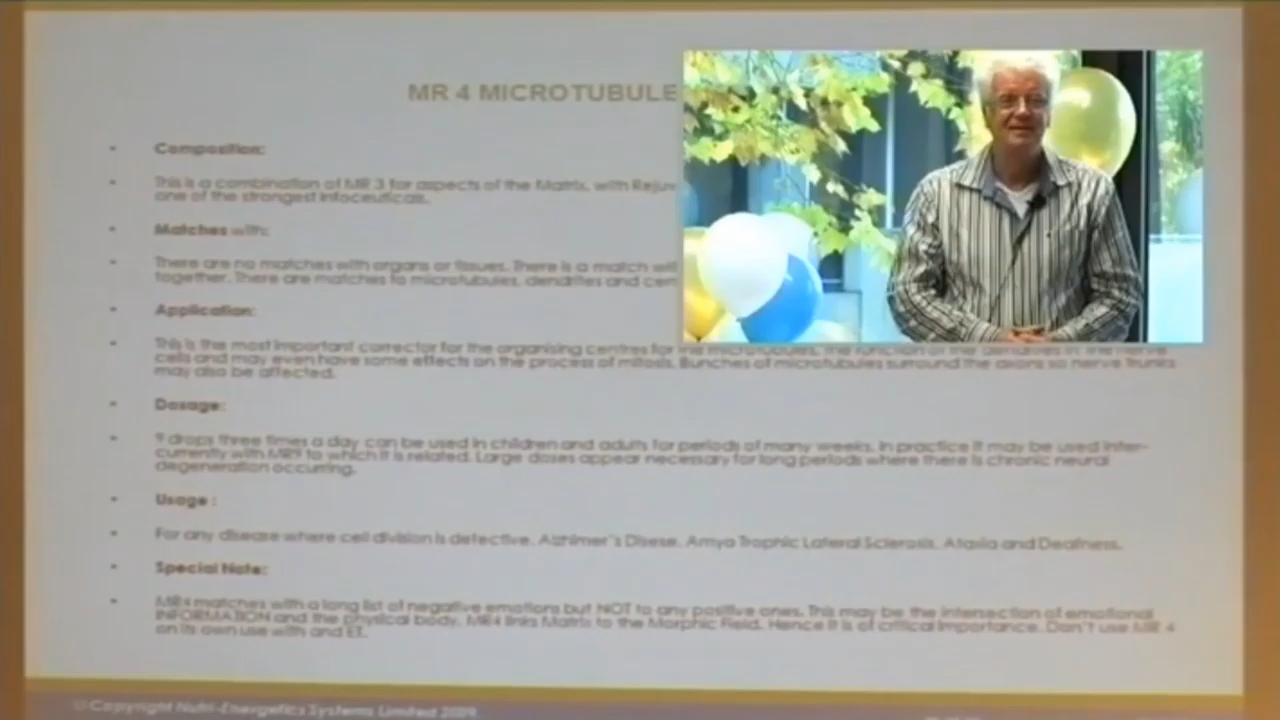 MR 4 MICROTUBULE
• Composition:
• This is a combination of MR 3 for aspects of the Matrix, with Rejuv
one of the strongest infoceuticals.
• Matches with:
• There are no matches with organs or tissues. There is a match wit
together. There are matches to microtubules, dendrites and cen
• Application:
• This is the most important corrector for the organising centres for the microtubules, the function of the dendrites in the nerve
cells and may even have some effects on the process of mitosis. Bunches of microtubules surround the axons so nerve trunks
may also be affected.
• Dosage:
• 9 drops three times a day can be used in children and adults for periods of many weeks. In practice it may be used inter-
currently with MR9 to which it is related. Large doses appear necessary for long periods where there is chronic neural
degeneration occurring.
• Usage :
• For any disease where cell division is defective. Alzhimer's Disese, Amya Trophic Lateral Sclerosis, Ataxia and Deafness.
• Special Note:
• MR4 matches with a long list of negative emotions but NOT to any positive ones. This may be the intersection of emotional
INFORMATION and the physical body. MR4 links Matrix to the Morphic Field. Hence it is of critical importance. Don't use MR 4
on its own use with and ET.
© Copyright Nutri-Energetics Systems Limited 2009